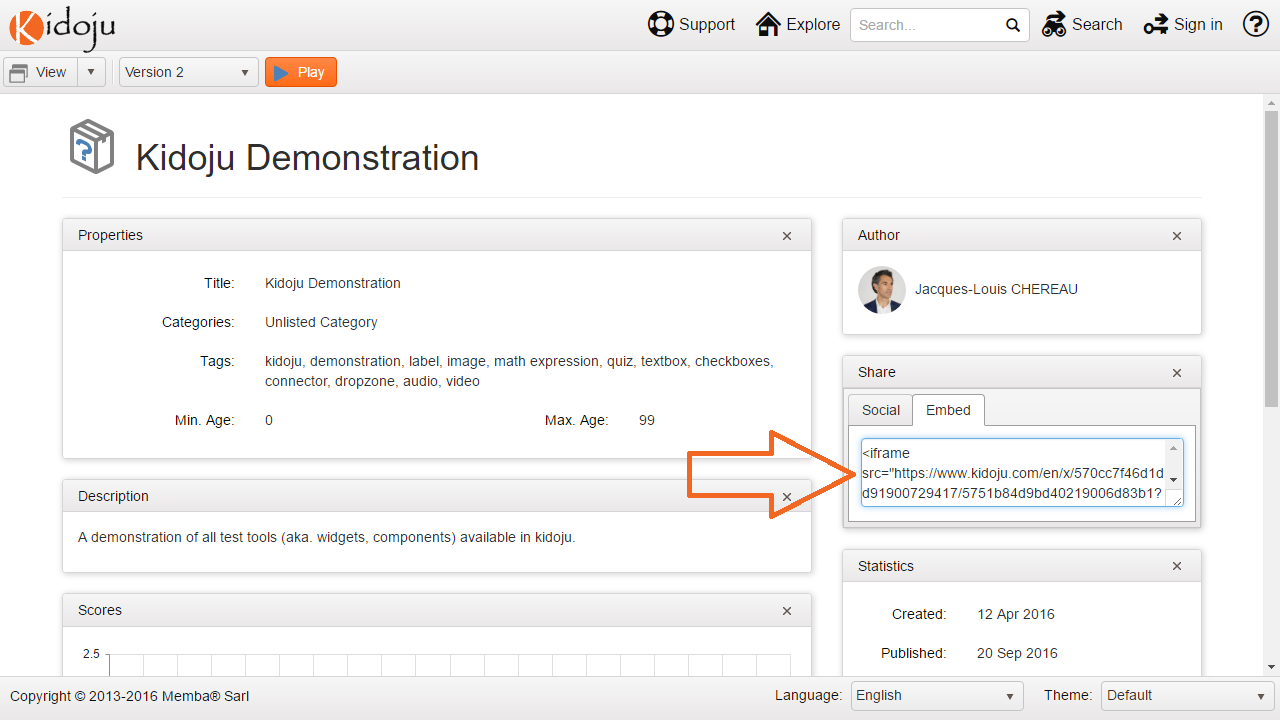 Kidoju
Support
Explore
Search...
Search
Sign in
?
View
Version 2
Play
?
Kidoju Demonstration
Properties
Title: Kidoju Demonstration
Categories: Unlisted Category
Tags: kidoju, demonstration, label, image, math expression, quiz, textbox, checkboxes,
connector, dropzone, audio, video
Min. Age: 0 Max. Age: 99
Description
A demonstration of all test tools (aka. widgets, components) available in kidoju.
Scores
2.5
Author
Jacques-Louis CHEREAU
Share
Social Embed
<iframe
src="https://www.kidoju.com/en/x/570cc7f46d1d
d91900729417/5751b84d9bd40219006d83b1?
Statistics
Created: 12 Apr 2016
Published: 20 Sep 2016
Copyright © 2013-2016 Memba® Sarl
Language: English
Theme: Default